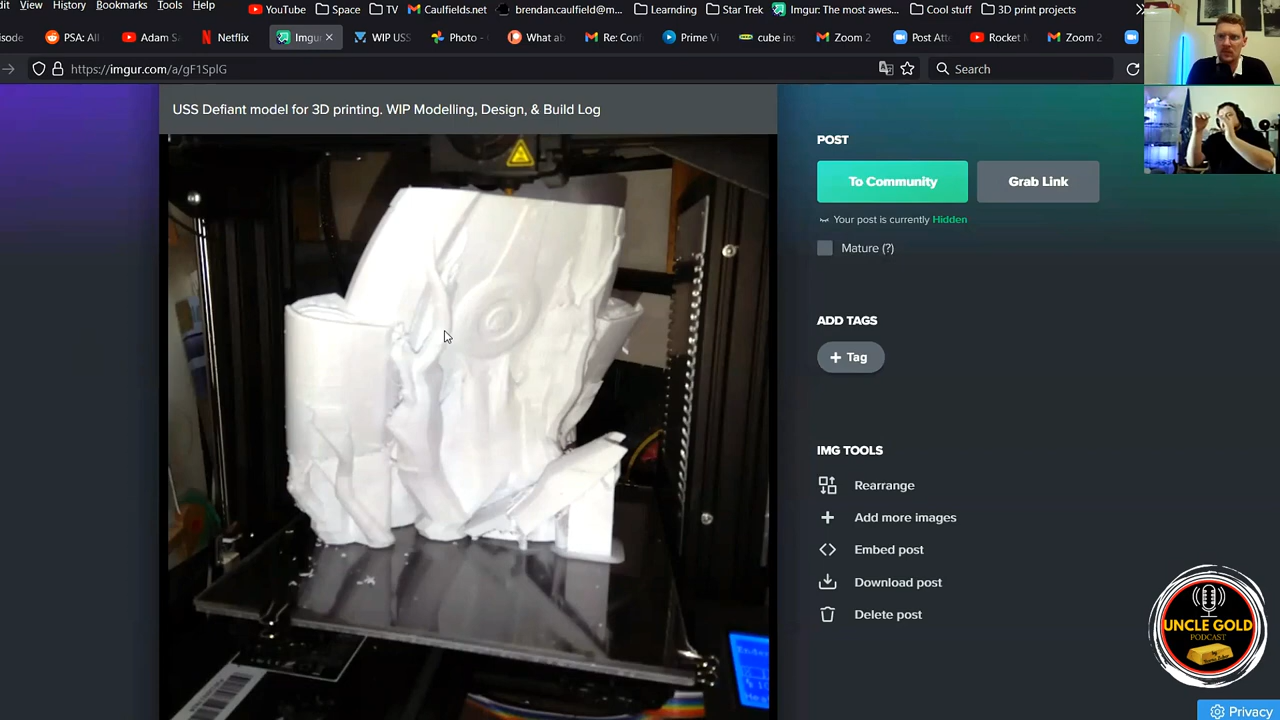 dit View History Bookmarks Tools Help
YouTube Space TV Caulfields.net brendan.caulfield@m... Learnding Star Trek Imgur: The most awes... Cool stuff 3D print projects
isode PSA: All Adam S Netflix Imgur WIP USS Photo What ab Re: Conf Prime Vi cube ins Zoom 2 Post Atte Rocket M Zoom 2
https://imgur.com/a/gF1SplG
Search
USS Defiant model for 3D printing. WIP Modelling, Design, & Build Log
POST
To Community
Grab Link
Your post is currently Hidden
Mature (?)
ADD TAGS
+ Tag
IMG TOOLS
Rearrange
Add more images
Embed post
Download post
Delete post
UNCLE GOLD
PODCAST
Privacy